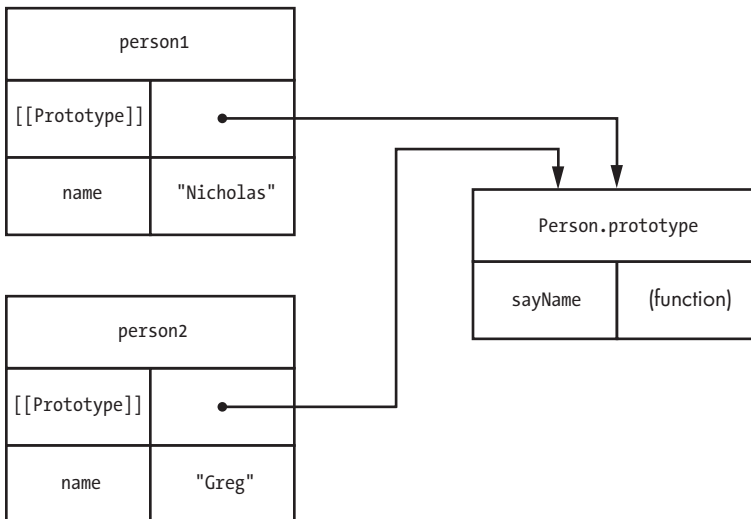 person1
[[Prototype]]
name "Nicholas"
Person.prototype
sayName (function)
person2
[[Prototype]]
name "Greg"